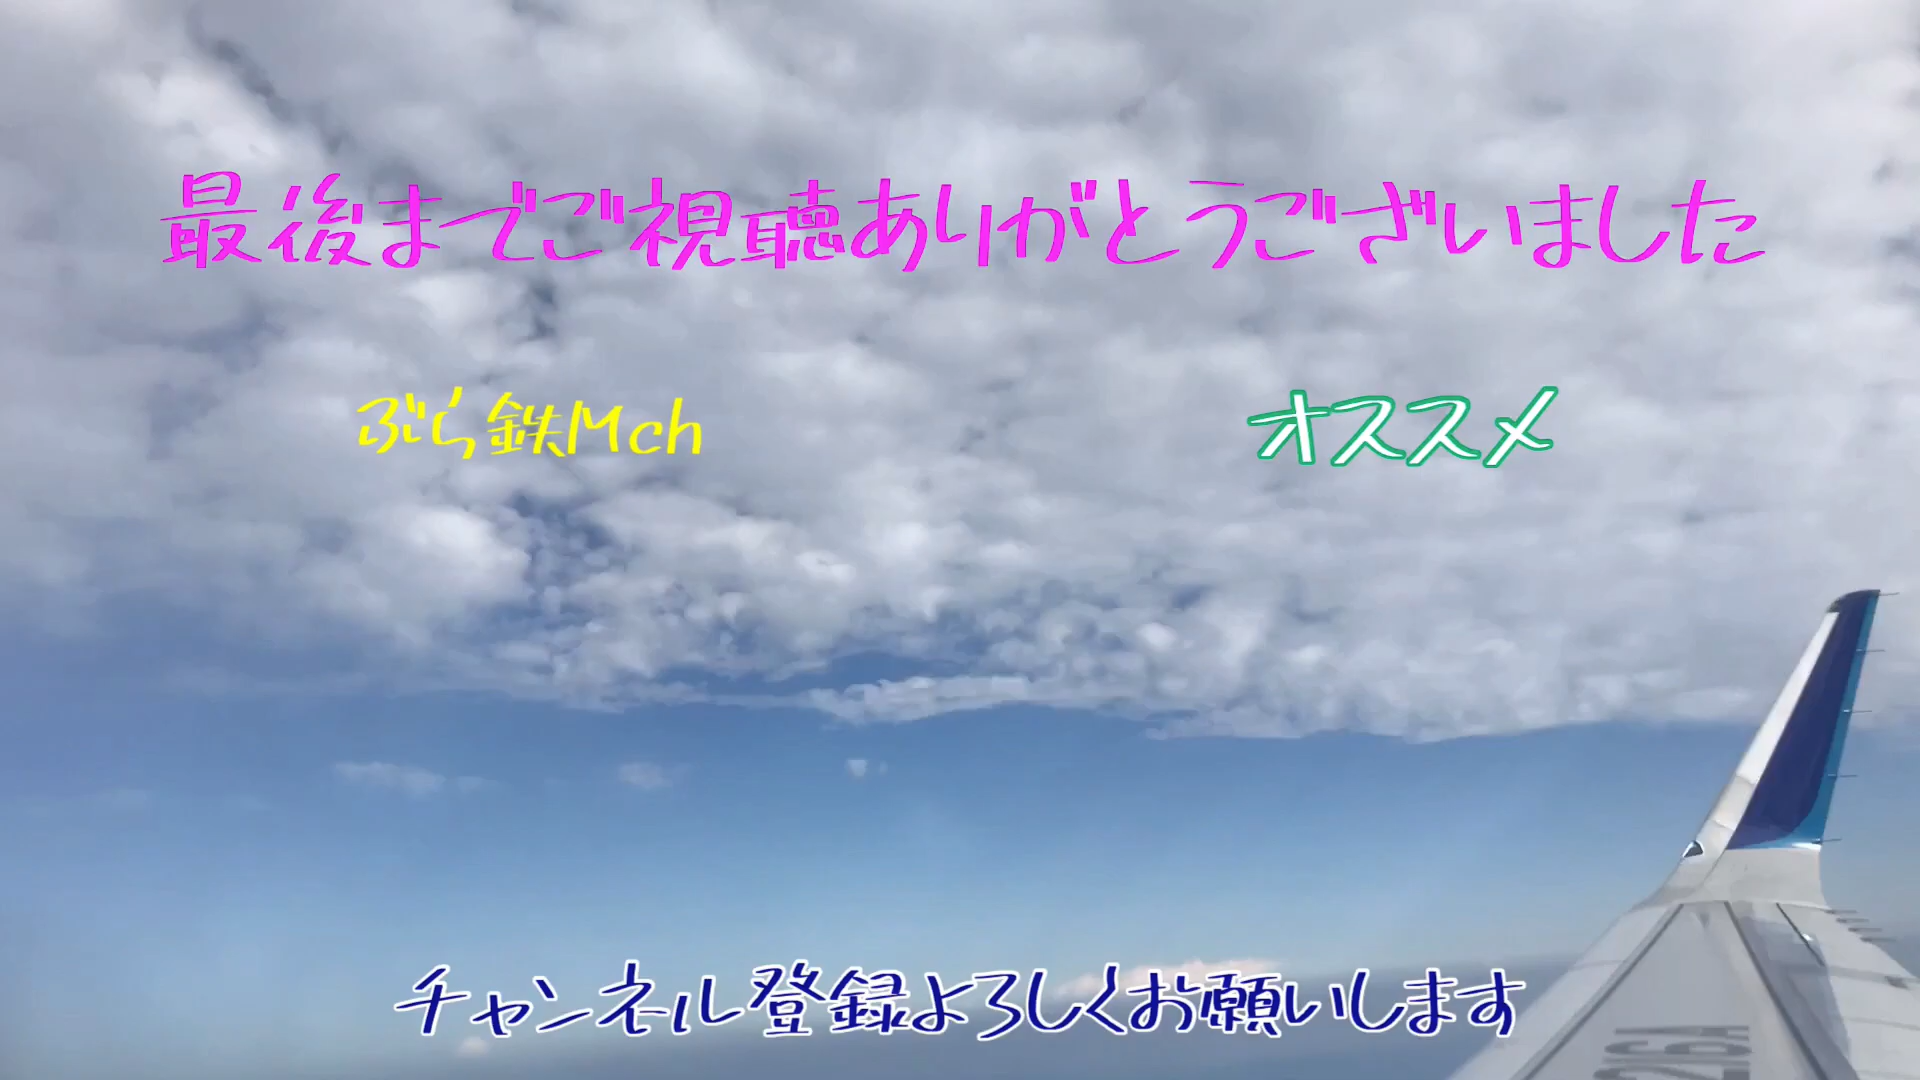 最後までご視聴ありがとうございました
ぶら鉄Mch
オススメ
チャンネル登録よろしくお願いします